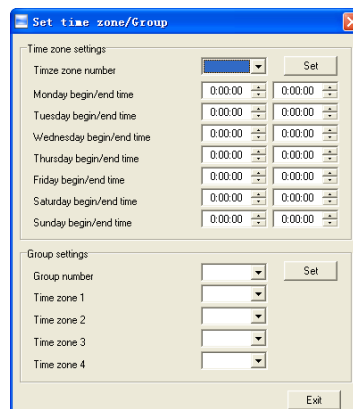 Set time zone/Group
Time zone settings
Timze zone number Set
Monday begin/end time 0:00:00 0:00:00
Tuesday begin/end time 0:00:00 0:00:00
Wednesday begin/end time 0:00:00 0:00:00
Thursday begin/end time 0:00:00 0:00:00
Friday begin/end time 0:00:00 0:00:00
Saturday begin/end time 0:00:00 0:00:00
Sunday begin/end time 0:00:00 0:00:00
Group settings
Group number Set
Time zone 1
Time zone 2
Time zone 3
Time zone 4
Exit